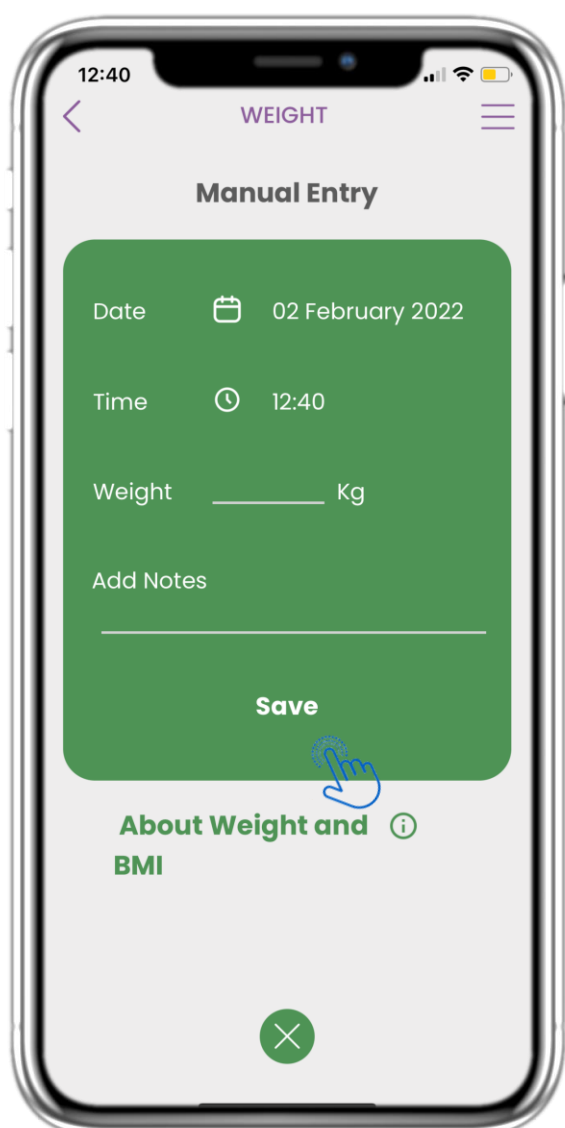 12:40
WEIGHT
Manual Entry
Date 02 February 2022
Time 12:40
Weight Kg
Add Notes
Save
About Weight and
BMI